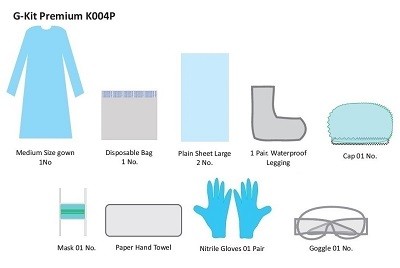 G-Kit Premium K004P
Medium Size gown
1No
Disposable Bag
1 No.
Plain Sheet Large
2 No.
1 Pair. Waterproof
Legging
Cap 01 No.
Mask 01 No.
Paper Hand Towel
Nitrile Gloves 01 Pair
Goggle 01 No.